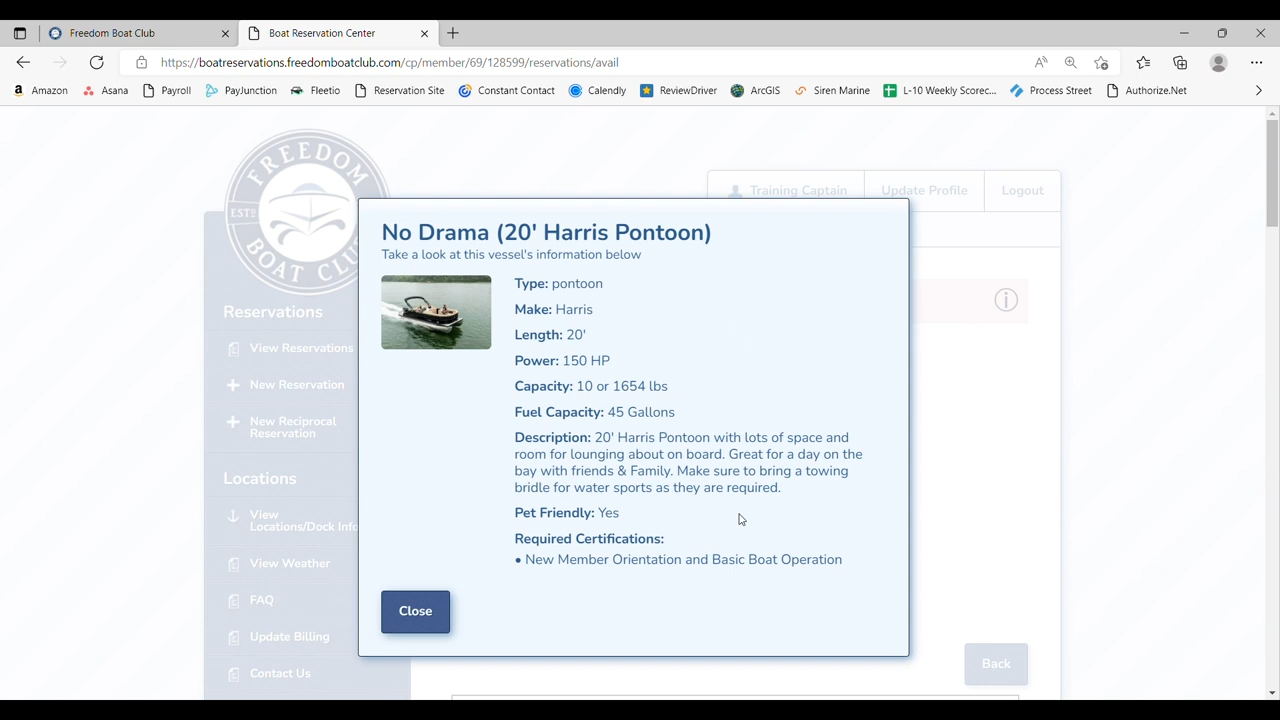 Freedom Boat Club
Boat Reservation Center
https://boatreservations.freedomboatclub.com/cp/member/69/128599/reservations/avail
Amazon
Asana
Payroll
PayJunction
Fleetio
Reservation Site
Constant Contact
Calendly
ReviewDriver
ArcGIS
Siren Marine
L-10 Weekly Scorec...
Process Street
Authorize.Net
FREEDOM
ESTD
BOAT CLUB
Training Captain
Update Profile
Logout
Reservations
View Reservations
New Reservation
New Reciprocal
Reservation
Locations
View
Locations/Dock Info
View Weather
FAQ
Update Billing
Contact Us
No Drama (20' Harris Pontoon)
Take a look at this vessel's information below
Type: pontoon
Make: Harris
Length: 20'
Power: 150 HP
Capacity: 10 or 1654 lbs
Fuel Capacity: 45 Gallons
Description: 20' Harris Pontoon with lots of space and
room for lounging about on board. Great for a day on the
bay with friends & Family. Make sure to bring a towing
bridle for water sports as they are required.
Pet Friendly: Yes
Required Certifications:
• New Member Orientation and Basic Boat Operation
Close
Back